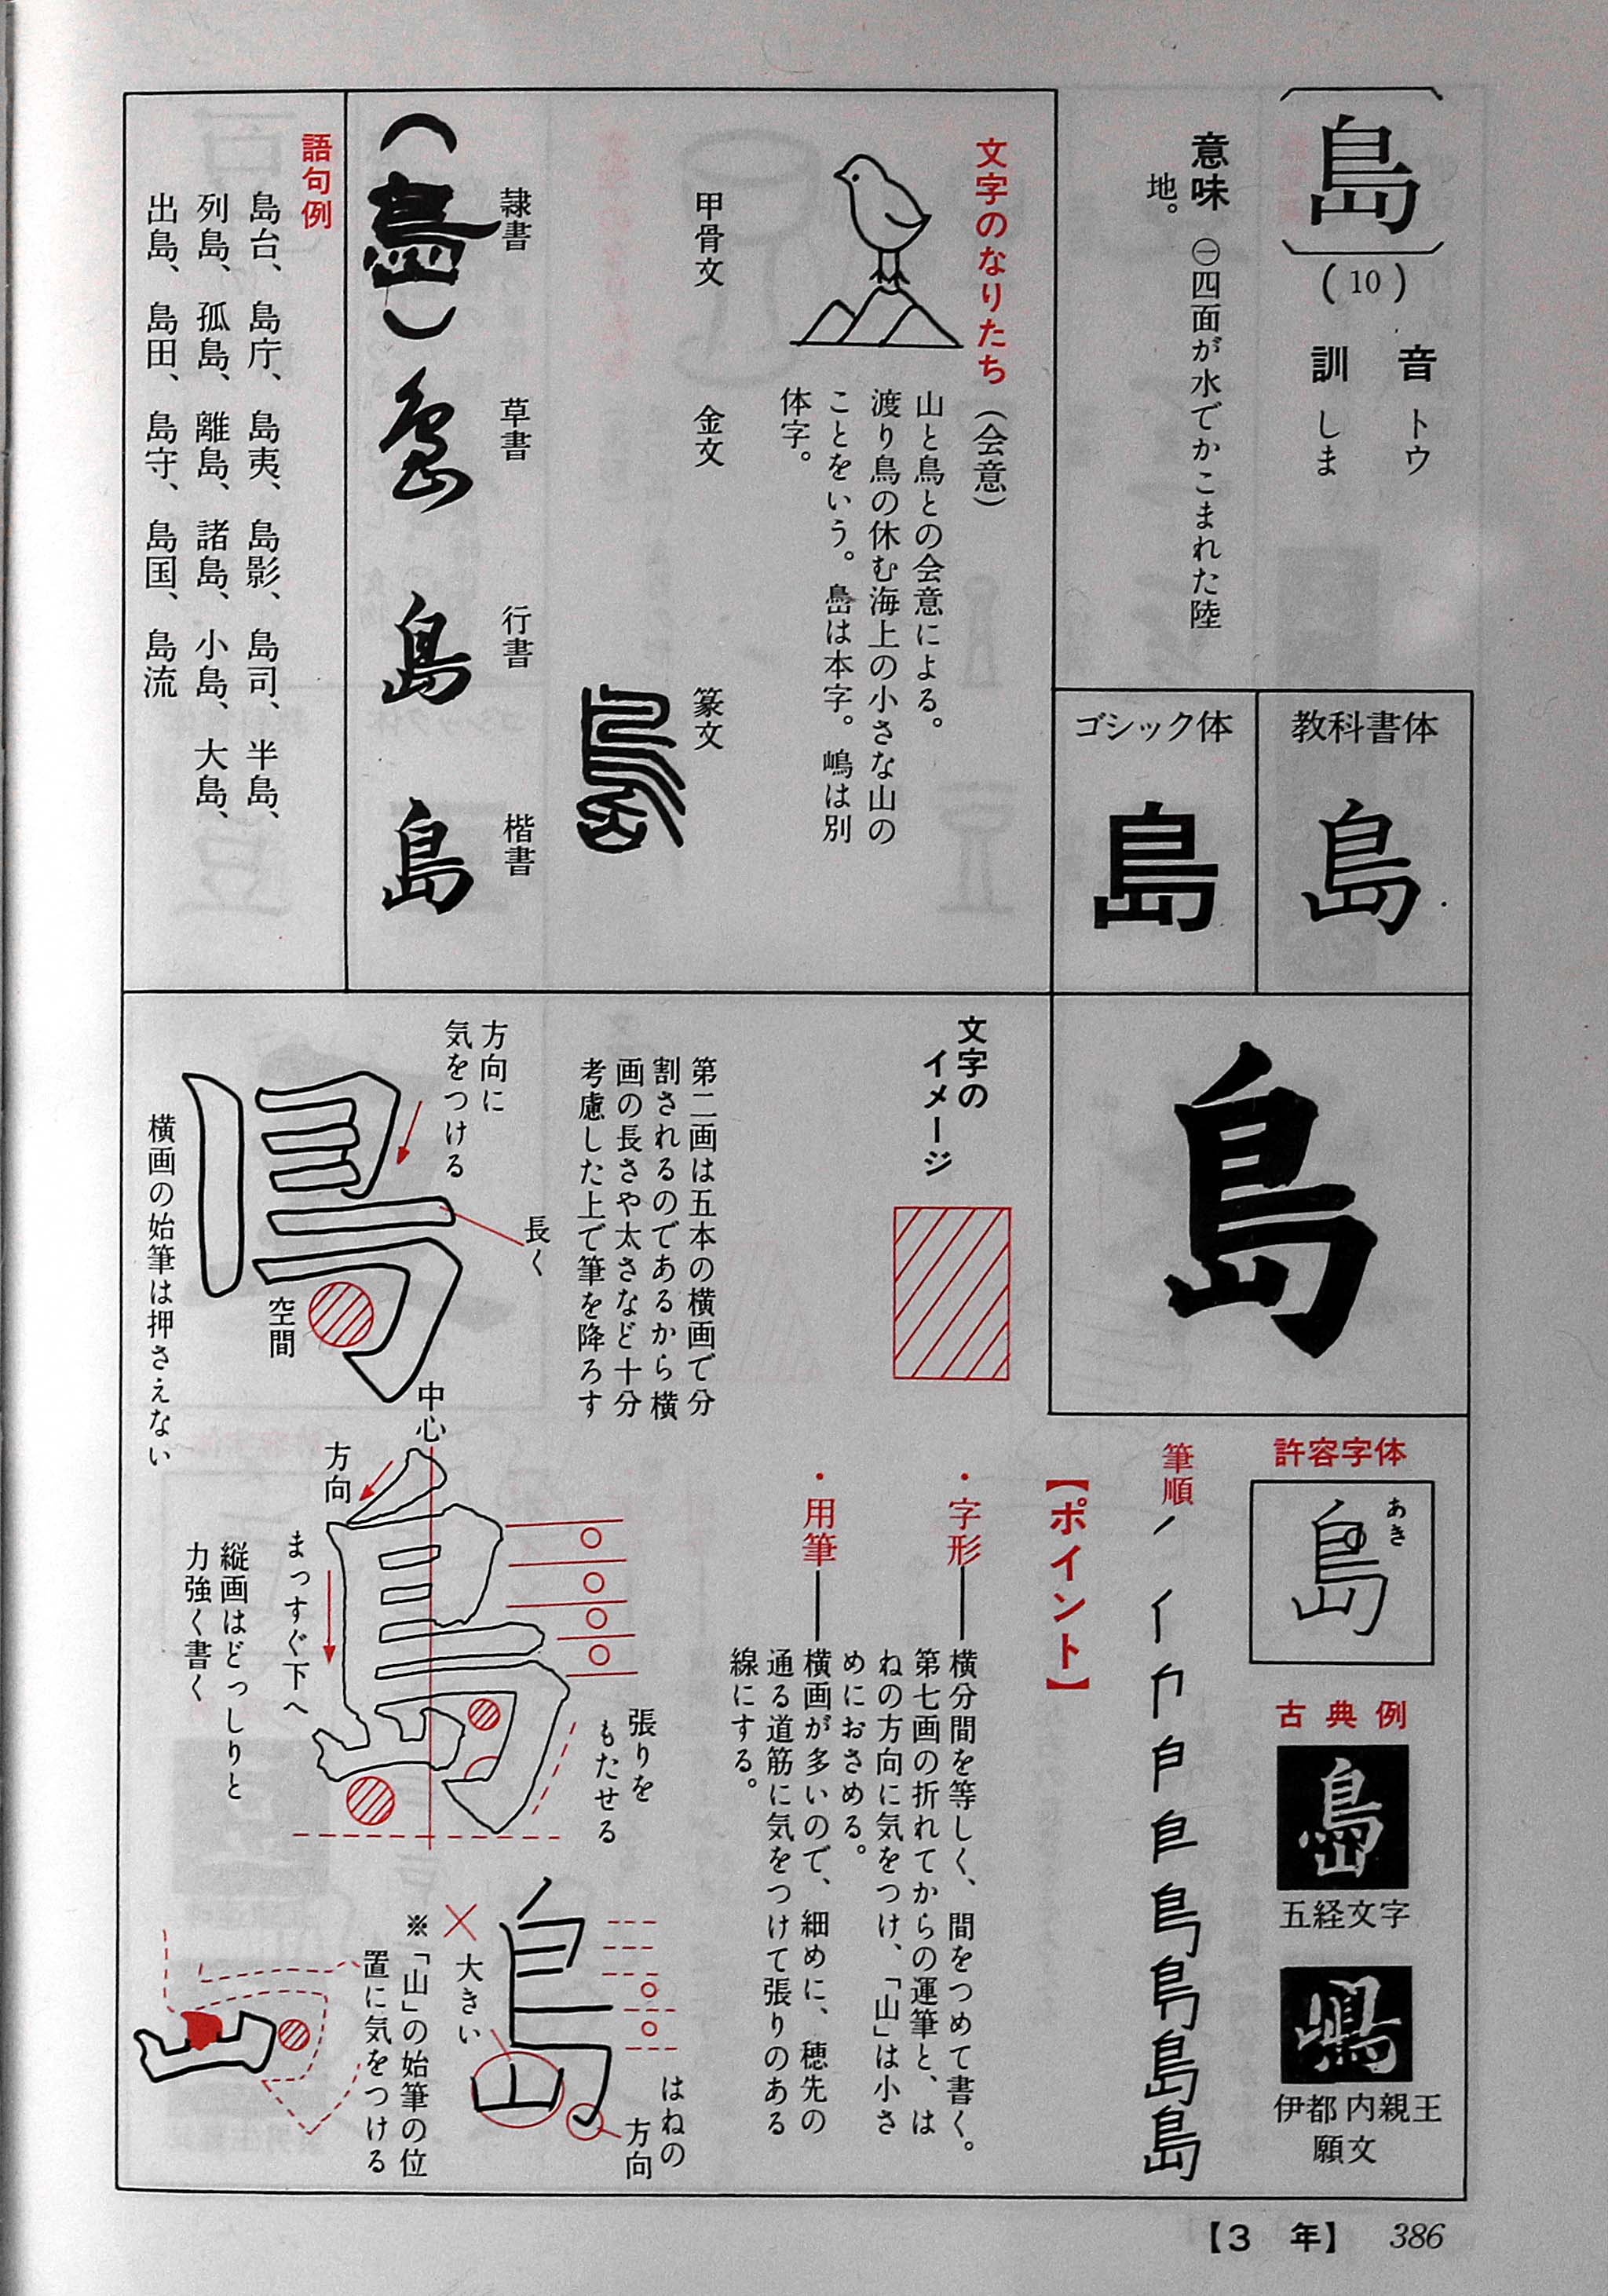 島
(10)
音 トウ
訓 しま
意味 ㊀四面が水でかこまれた陸
地。
教科書体
島
ゴシック体
島
文字のなりたち(会意)
山と鳥との会意による。
渡り鳥の休む海上の小さな山の
ことをいう。㠀は本字。嶋は別
体字。
甲骨文
金文
篆文
隷書
草書
行書
島
楷書
島
語句例
島台、島庁、島夷、島影、島司、半島、
列島、孤島、離島、諸島、小島、大島、
出島、島田、島守、島国、島流
島
許容字体
あき
島
古典例
五経文字
伊都内親王
願文
筆順
島
【ポイント】
・字形―横分間を等しく、間をつめて書く。
第七画の折れてからの運筆と、は
ねの方向に気をつけ、「山」は小さ
めにおさめる。
・用筆―横画が多いので、細めに、穂先の
通る道筋に気をつけて張りのある
線にする。
文字の
イメージ
第二画は五本の横画で分
割されるのであるから横
画の長さや太さなど十分
考慮した上で筆を降ろす
方向に
気をつける
長く
空間
横画の始筆は押さえない
中心
方向
まっすぐ下へ
縦画はどっしりと
力強く書く
張りを
もたせる
はねの
方向
大きい
※「山」の始筆の位
置に気をつける
【3年】 386